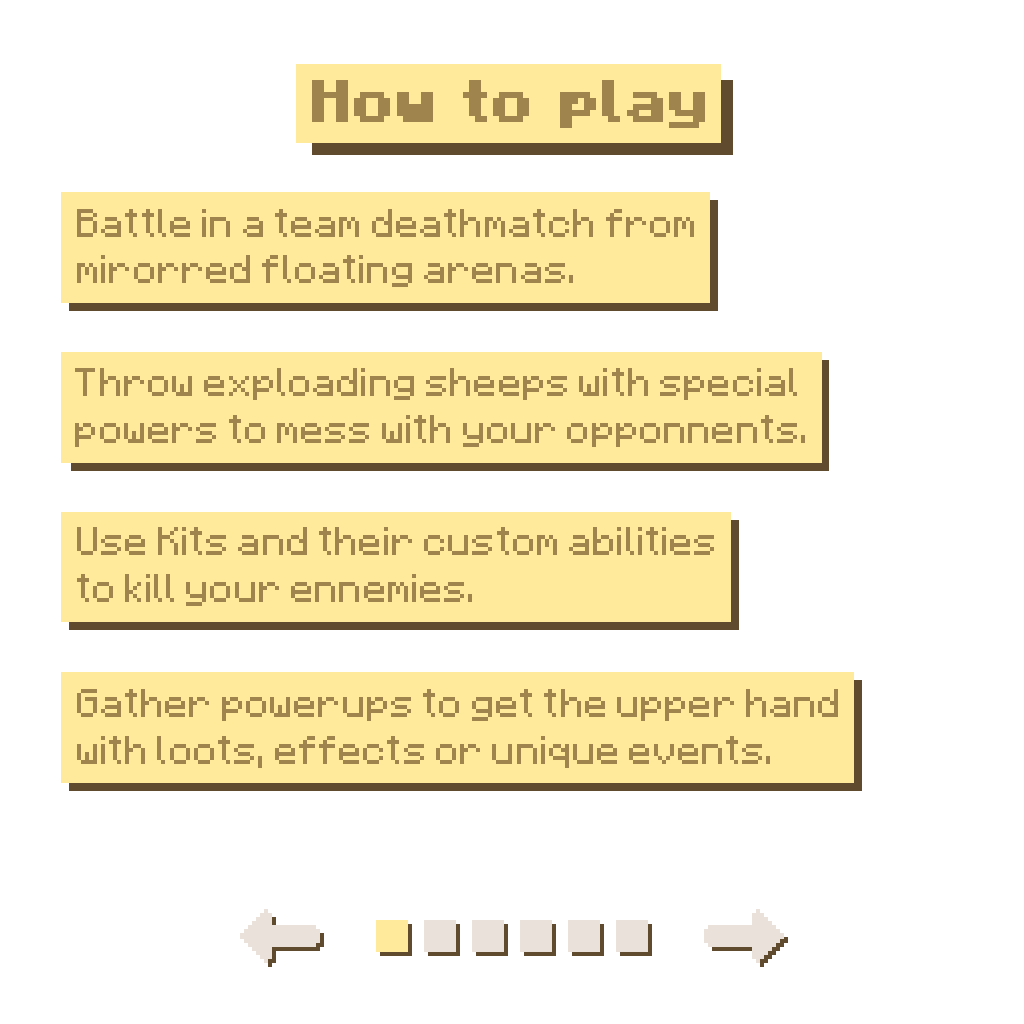 How to play
Battle in a team deathmatch from
mirorred floating arenas.
Throw exploading sheeps with special
powers to mess with your opponnents.
Use Kits and their custom abilities
to kill your ennemies.
Gather powerups to get the upper hand
with loots, effects or unique events.